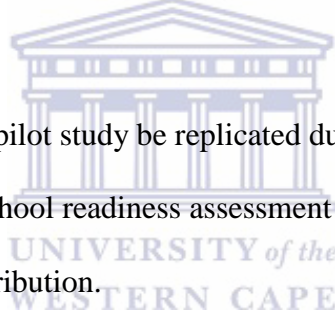 pilot study be replicated du
hool readiness assessment
UNIVERSITY of the
ribution.
WESTERN CAPE